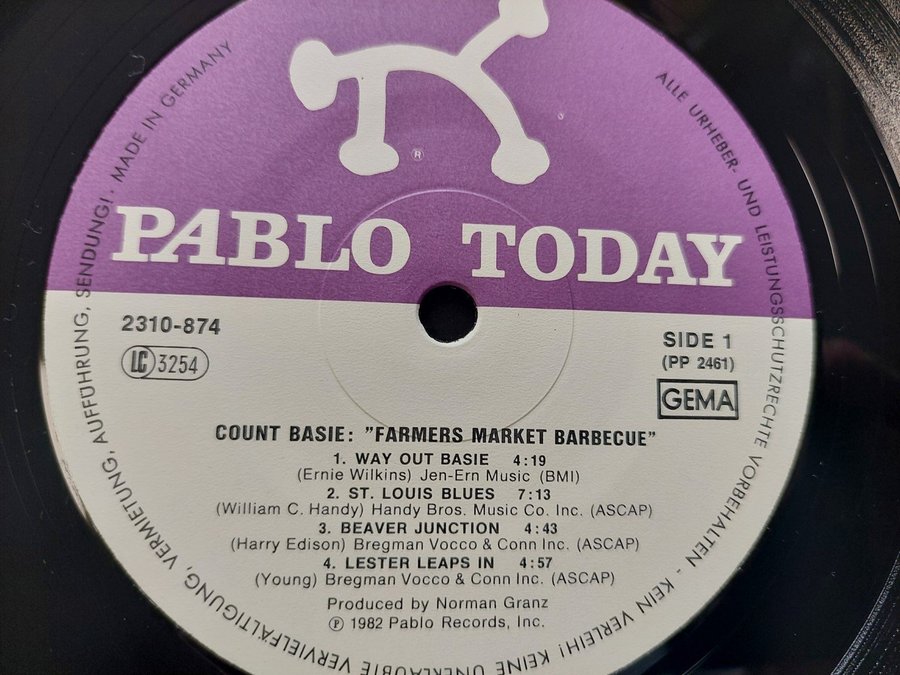 ALLE URHEBER- UND LEISTUNGSSCHUTZRECHTE VORBEHALTEN - KEIN VERLEIH! KEINE UNERLAUBTE VERVIELFÄLTIGUNG, VERMIETUNG, AUFFÜHRUNG, SENDUNG! · MADE IN GERMANY
®
PABLO TODAY
2310-874
LC 3254
SIDE 1
(PP 2461)
GEMA
COUNT BASIE: "FARMERS MARKET BARBECUE"
1. WAY OUT BASIE 4:19
(Ernie Wilkins) Jen-Ern Music (BMI)
2. ST. LOUIS BLUES 7:13
(William C. Handy) Handy Bros. Music Co. Inc. (ASCAP)
3. BEAVER JUNCTION 4:43
(Harry Edison) Bregman Vocco & Conn Inc. (ASCAP)
4. LESTER LEAPS IN 4:57
(Young) Bregman Vocco & Conn Inc. (ASCAP)
Produced by Norman Granz
℗ 1982 Pablo Records, Inc.